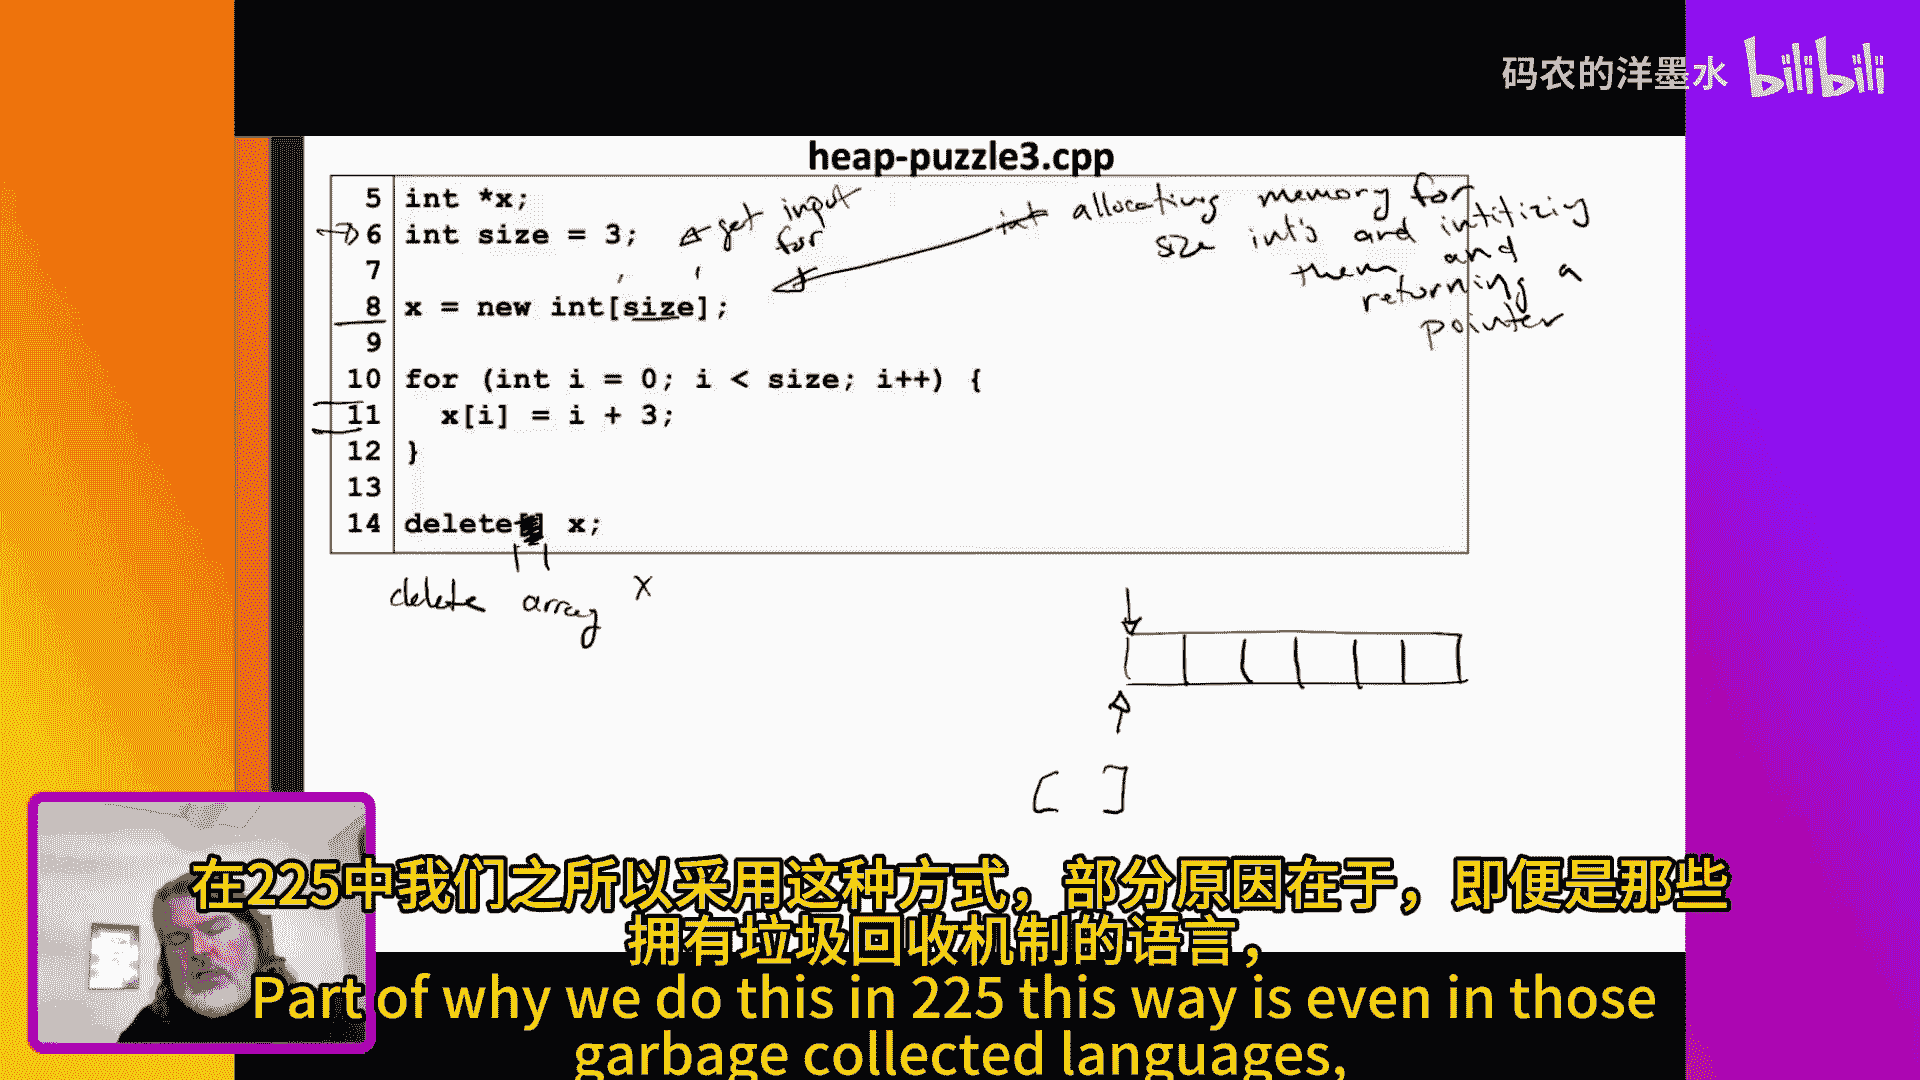 码农的洋墨水 bilibili
heap-puzzle3.cpp
5 int *x;
6 int size = 3;
7
8 x = new int[size];
9
10 for (int i = 0; i < size; i++) {
11 x[i] = i + 3;
12 }
13
14 delete[] x;
get input
for
int allocating memory for
size int's and intitiziny
them and
returning a
pointer
delete array x
[ ]
在225中我们之所以采用这种方式，部分原因在于，即便是那些
拥有垃圾回收机制的语言，
Part of why we do this in 225 this way is even in those
garbage collected languages,